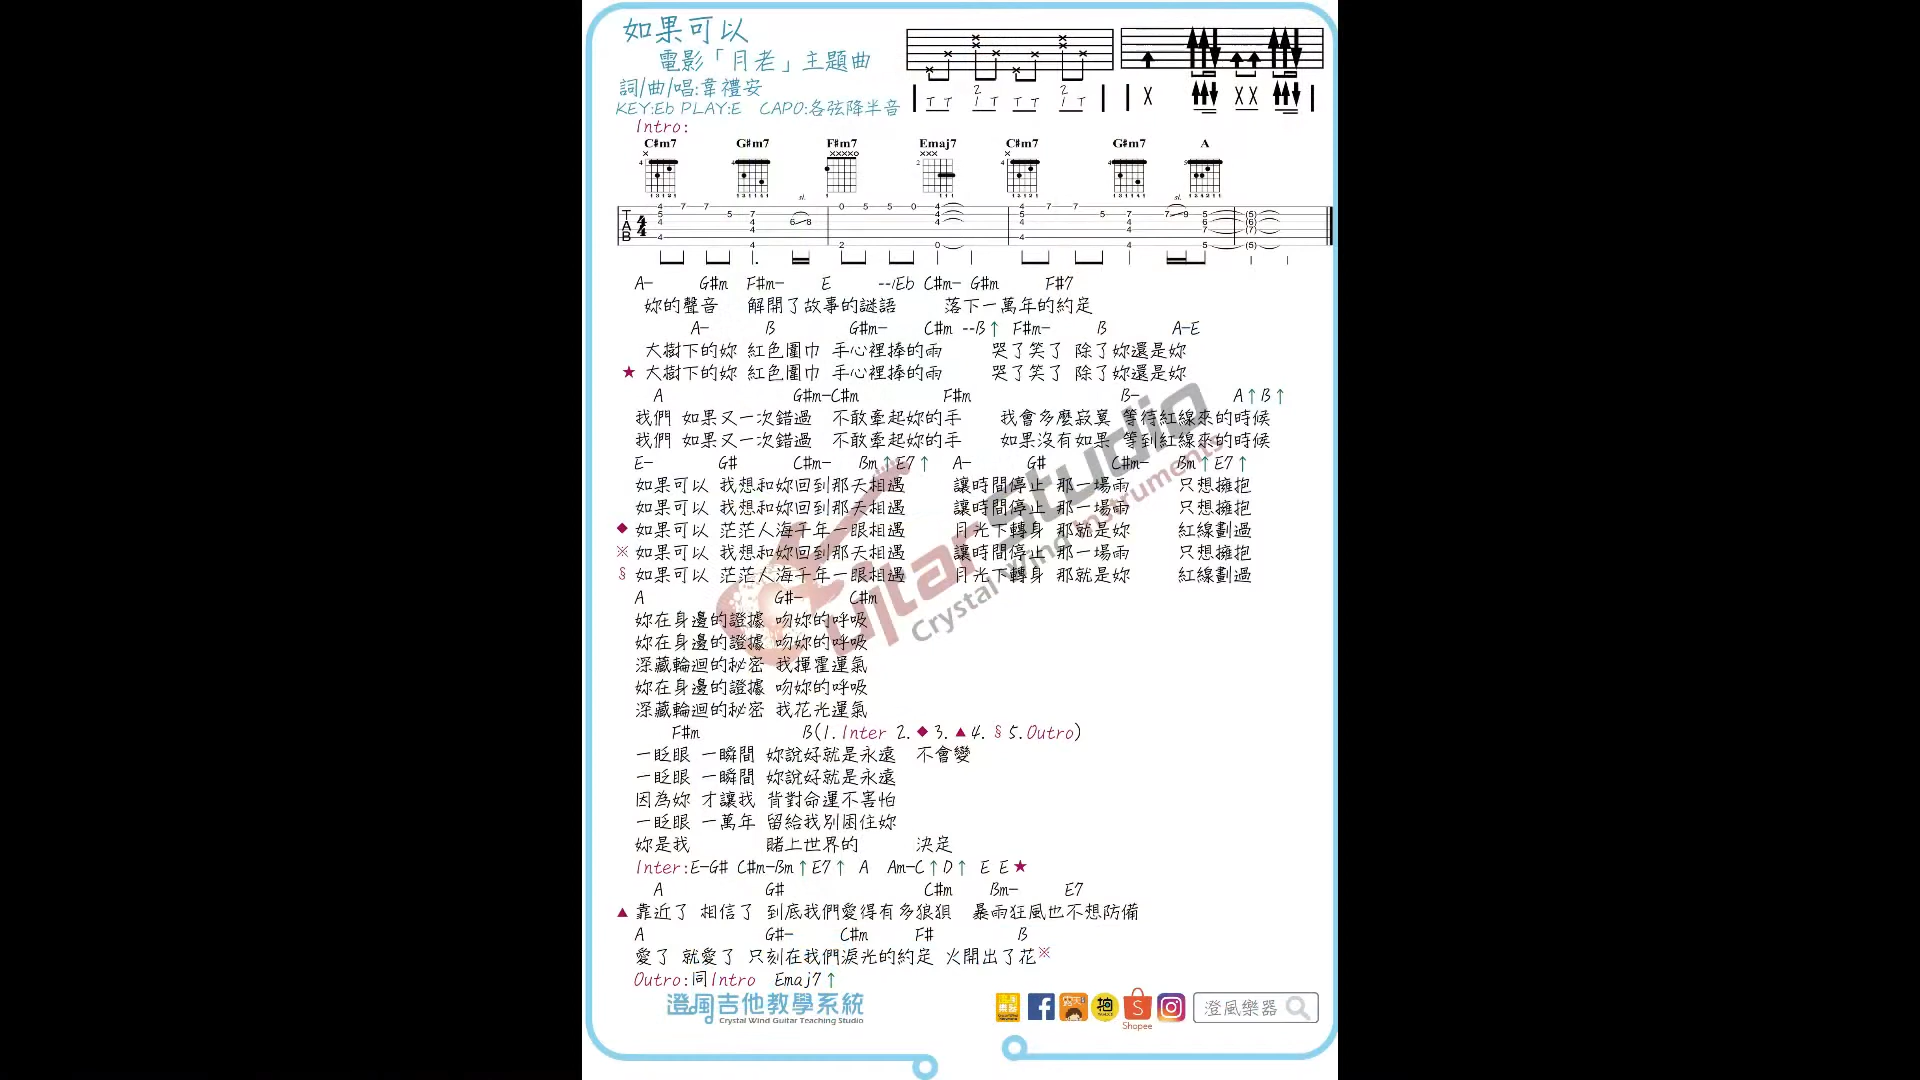 如果可以
電影「月老」主題曲
詞/曲/唱:韋禮安
KEY:Eb PLAY:E CAPO:各弦降半音
T T 2 1 T T T 2 1 T
X X X
Intro:
C#m7 G#m7 F#m7 Emaj7 C#m7 G#m7 A
A- G#m F#m- E --/Eb C#m- G#m F#7
妳的聲音 解開了故事的謎語 落下一萬年的約定
A- B G#m- C#m --B↑ F#m- B A-E
大樹下的妳 紅色圍巾 手心裡捧的雨 哭了笑了 除了妳還是妳
★ 大樹下的妳 紅色圍巾 手心裡捧的雨 哭了笑了 除了妳還是妳
A G#m-C#m F#m B- A↑B↑
我們 如果又一次錯過 不敢牽起妳的手 我會多麼寂寞 等待紅線來的時候
我們 如果又一次錯過 不敢牽起妳的手 如果沒有如果 等到紅線來的時候
E- G# C#m- Bm↑E7↑ A- G# C#m- Bm↑E7↑
如果可以 我想和妳回到那天相遇 讓時間停止 那一場雨 只想擁抱
如果可以 我想和妳回到那天相遇 讓時間停止 那一場雨 只想擁抱
◆ 如果可以 茫茫人海千年一眼相遇 月光下轉身 那就是妳 紅線劃過
※ 如果可以 我想和妳回到那天相遇 讓時間停止 那一場雨 只想擁抱
§ 如果可以 茫茫人海千年一眼相遇 月光下轉身 那就是妳 紅線劃過
A G#- C#m
妳在身邊的證據 吻妳的呼吸
妳在身邊的證據 吻妳的呼吸
深藏輪迴的秘密 我揮霍運氣
妳在身邊的證據 吻妳的呼吸
深藏輪迴的秘密 我花光運氣
F#m B(1.Inter 2.◆ 3.▲ 4.§ 5.Outro)
一眨眼 一瞬間 妳說好就是永遠 不會變
一眨眼 一瞬間 妳說好就是永遠
因為妳 才讓我 背對命運不害怕
一眨眼 一萬年 留給我別困住妳
妳是我 賭上世界的 決定
Inter:E-G# C#m-Bm↑E7↑ A Am-C↑D↑ E E★
A G# C#m Bm- E7
▲ 靠近了 相信了 到底我們愛得有多狼狽 暴雨狂風也不想防備
A G#- C#m F# B
愛了 就愛了 只刻在我們淚光的約定 火開出了花※
Outro:同Intro Emaj7↑
Guitar Studio
Crystal Wind Instruments
澄風吉他教學系統
Crystal Wind Guitar Teaching Studio
Shopee
澄風樂器